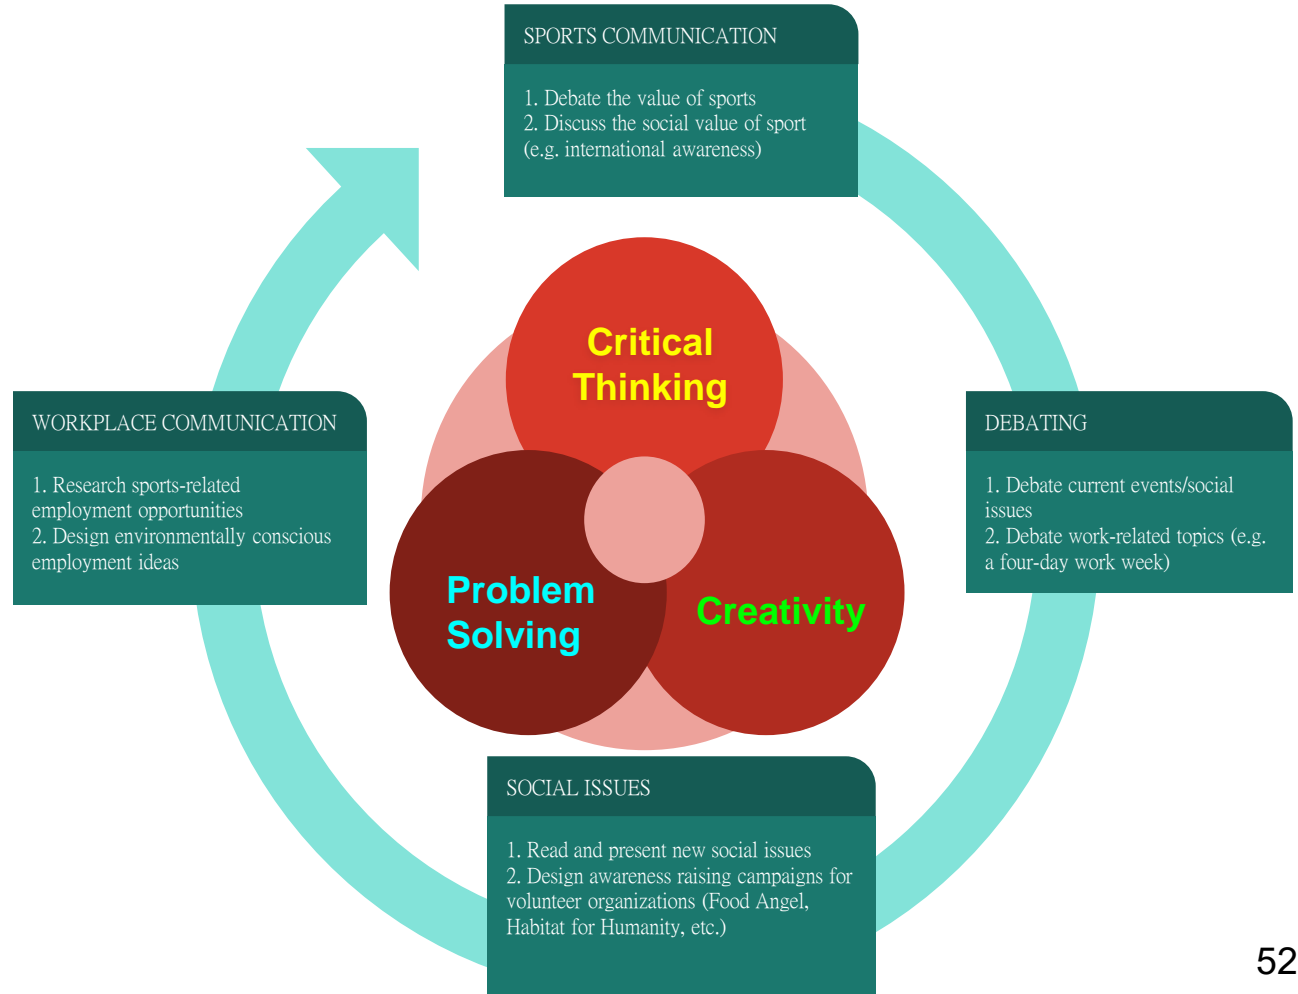 SPORTS COMMUNICATION
1. Debate the value of sports
2. Discuss the social value of sport
(e.g. international awareness)
Critical
Thinking
WORKPLACE COMMUNICATION
1. Research sports-related
employment opportunities
2. Design environmentally conscious
employment ideas
DEBATING
1. Debate current events/social
issues
2. Debate work-related topics (e.g.
a four-day work week)
Problem
Solving
Creativity
SOCIAL ISSUES
1. Read and present new social issues
2. Design awareness raising campaigns for
volunteer organizations (Food Angel,
Habitat for Humanity, etc.)
52